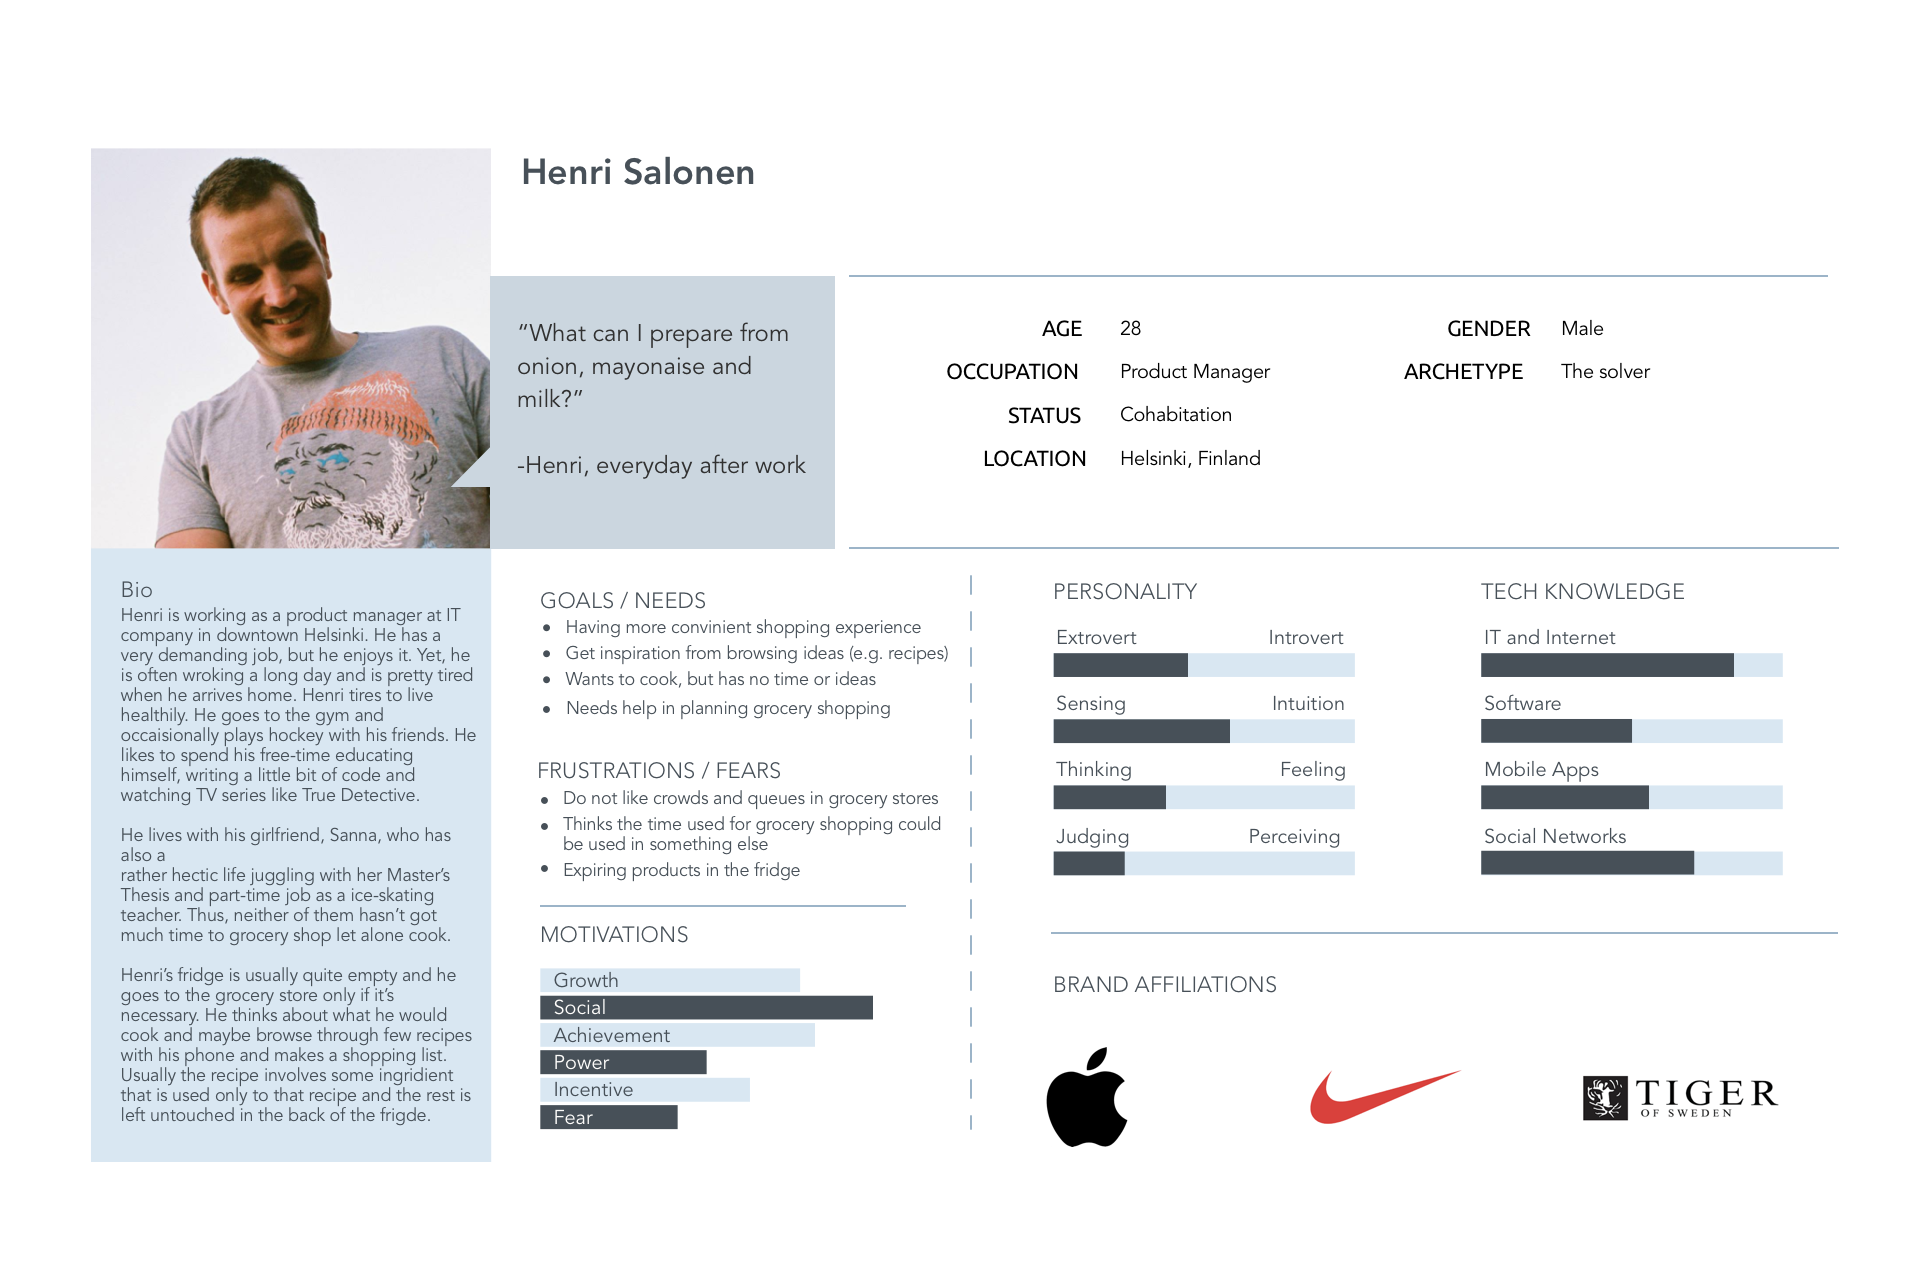 Henri Salonen
“What can I prepare from
onion, mayonaise and
milk?”
-Henri, everyday after work
AGE 28
OCCUPATION Product Manager
STATUS Cohabitation
LOCATION Helsinki, Finland
GENDER Male
ARCHETYPE The solver
Bio
Henri is working as a product manager at IT
company in downtown Helsinki. He has a
very demanding job, but he enjoys it. Yet, he
is often wroking a long day and is pretty tired
when he arrives home. Henri tires to live
healthily. He goes to the gym and
occaisionally plays hockey with his friends. He
likes to spend his free-time educating
himself, writing a little bit of code and
watching TV series like True Detective.
He lives with his girlfriend, Sanna, who has
also a
rather hectic life juggling with her Master’s
Thesis and part-time job as a ice-skating
teacher. Thus, neither of them hasn’t got
much time to grocery shop let alone cook.
Henri’s fridge is usually quite empty and he
goes to the grocery store only if it’s
necessary. He thinks about what he would
cook and maybe browse through few recipes
with his phone and makes a shopping list.
Usually the recipe involves some ingridient
that is used only to that recipe and the rest is
left untouched in the back of the frigde.
GOALS / NEEDS
• Having more convinient shopping experience
• Get inspiration from browsing ideas (e.g. recipes)
• Wants to cook, but has no time or ideas
• Needs help in planning grocery shopping
FRUSTRATIONS / FEARS
• Do not like crowds and queues in grocery stores
• Thinks the time used for grocery shopping could
be used in something else
• Expiring products in the fridge
MOTIVATIONS
Growth
Social
Achievement
Power
Incentive
Fear
PERSONALITY
Extrovert Introvert
Sensing Intuition
Thinking Feeling
Judging Perceiving
TECH KNOWLEDGE
IT and Internet
Software
Mobile Apps
Social Networks
BRAND AFFILIATIONS
TIGER
OF SWEDEN